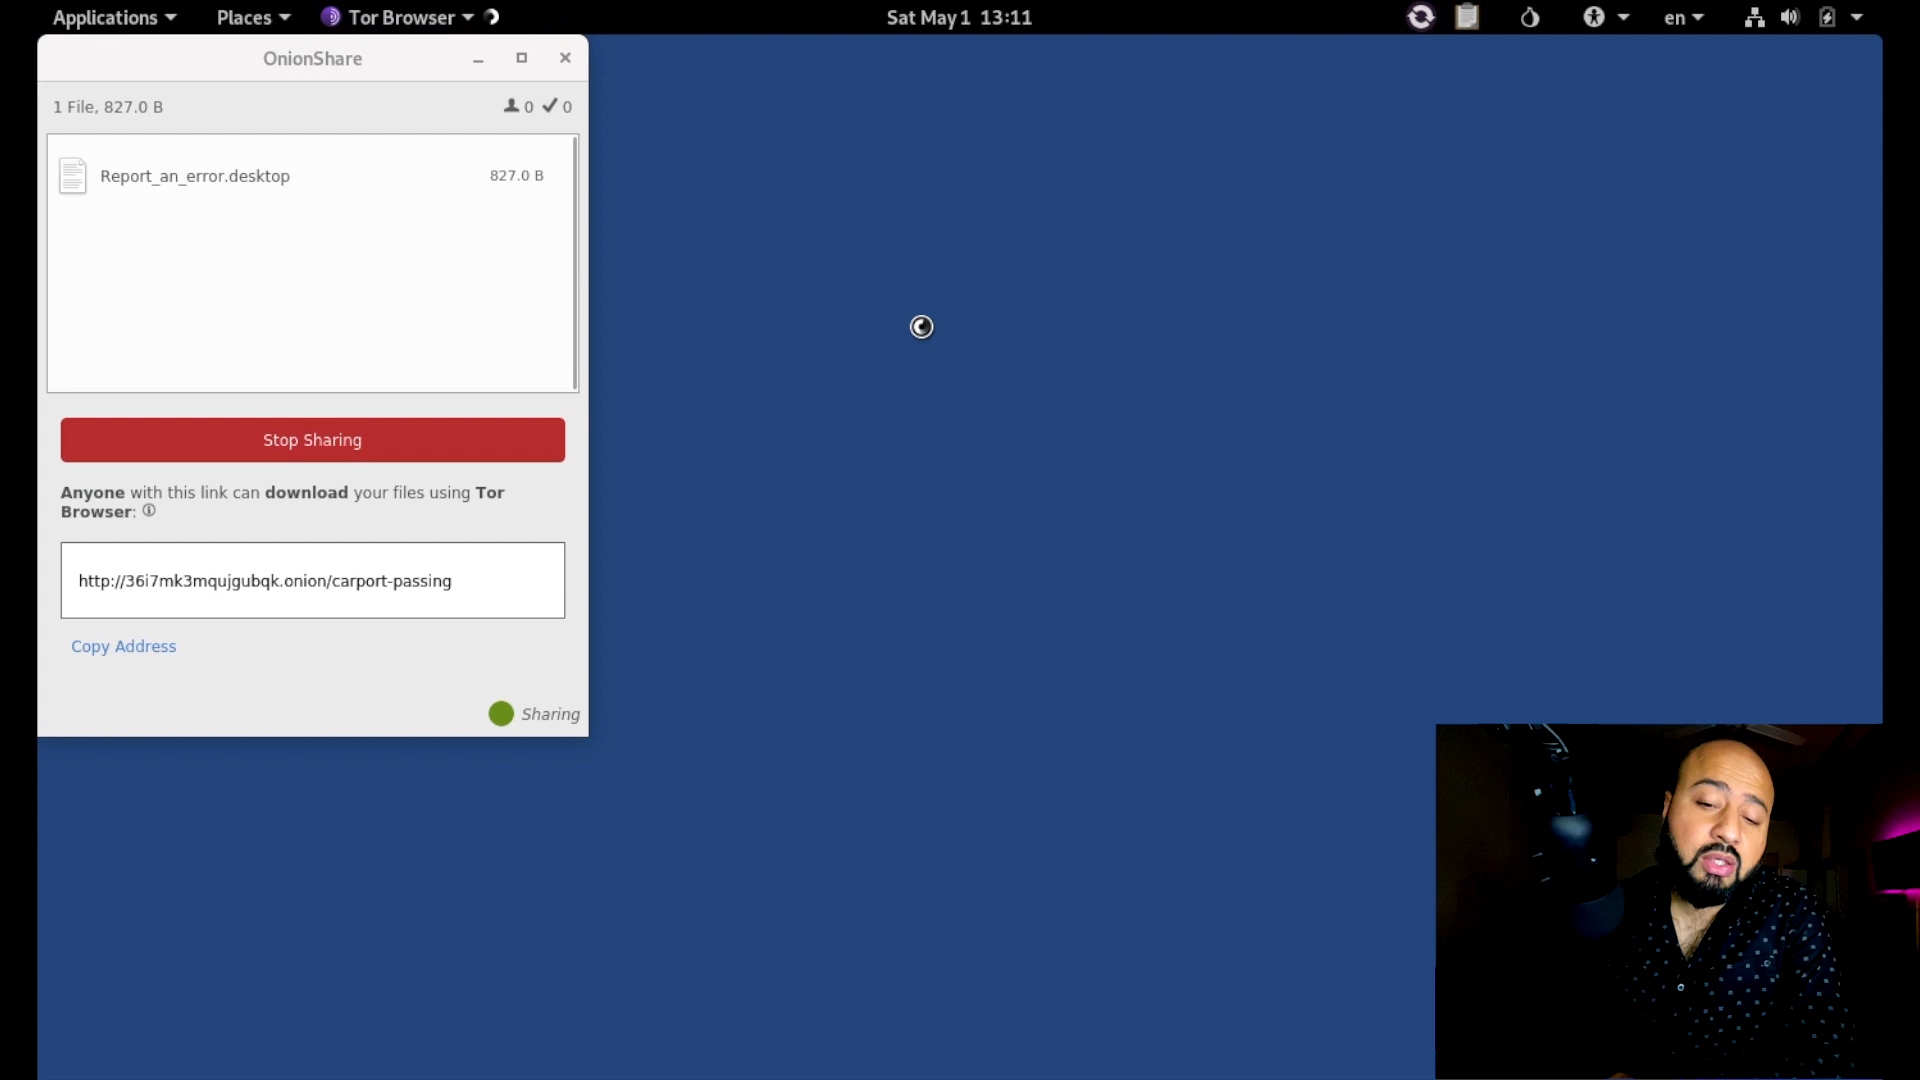 Applications Places Tor Browser Sat May 1 13:11 en
OnionShare
1 File, 827.0 B 0 0
Report_an_error.desktop 827.0 B
Stop Sharing
Anyone with this link can download your files using Tor
Browser:
http://36i7mk3mqujgubqk.onion/carport-passing
Copy Address
Sharing